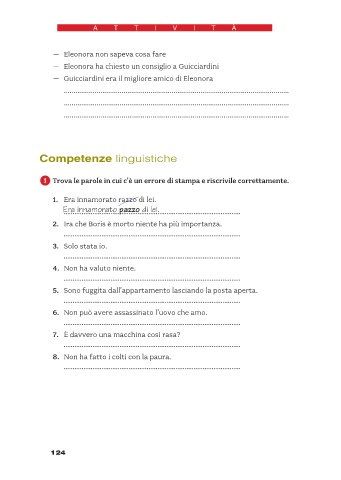 ATTIVITÀ
— Eleonora non sapeva cosa fare
— Eleonora ha chiesto un consiglio a Guicciardini
— Guicciardini era il migliore amico di Eleonora
Competenze linguistiche
1 Trova le parole in cui c'è un errore di stampa e riscrivile correttamente.
1. Era innamorato razzo di lei.
Era innamorato pazzo di lei.
2. Ira che Boris è morto niente ha più importanza.
3. Solo stata io.
4. Non ha valuto niente.
5. Sono fuggita dall'appartamento lasciando la posta aperta.
6. Non può avere assassinato l'uovo che amo.
7. È davvero una macchina così rasa?
8. Non ha fatto i colti con la paura.
124